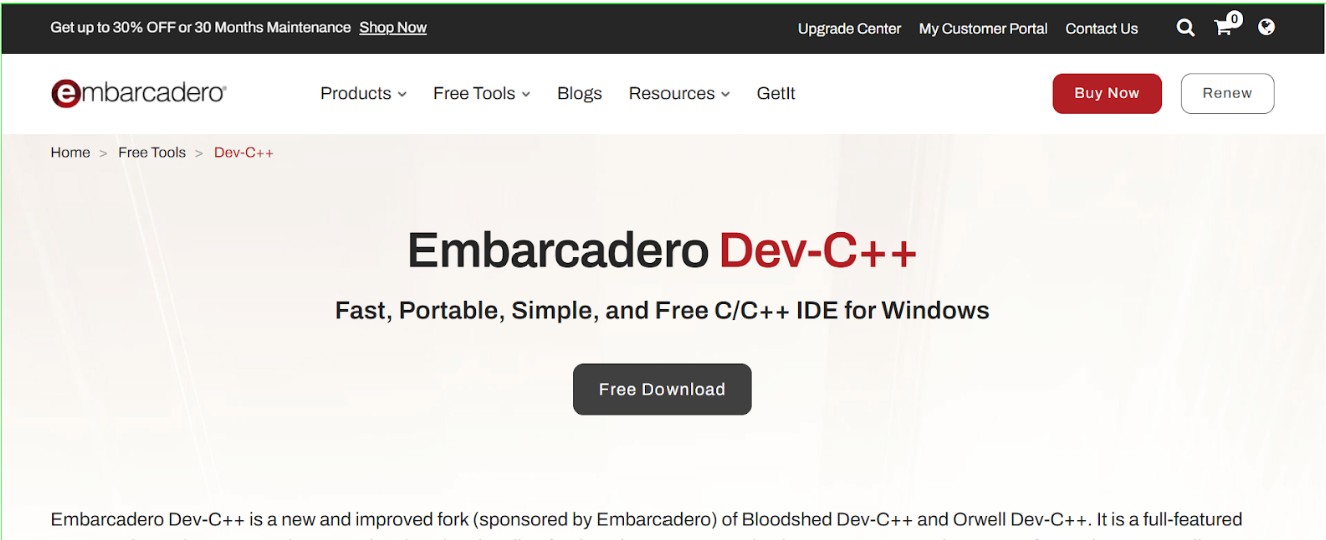 Get up to 30% OFF or 30 Months Maintenance Shop Now Upgrade Center My Customer Portal Contact Us 0
embarcadero® Products Free Tools Blogs Resources GetIt Buy Now Renew
Home > Free Tools > Dev-C++
Embarcadero Dev-C++
Fast, Portable, Simple, and Free C/C++ IDE for Windows
Free Download
Embarcadero Dev-C++ is a new and improved fork (sponsored by Embarcadero) of Bloodshed Dev-C++ and Orwell Dev-C++. It is a full-featured